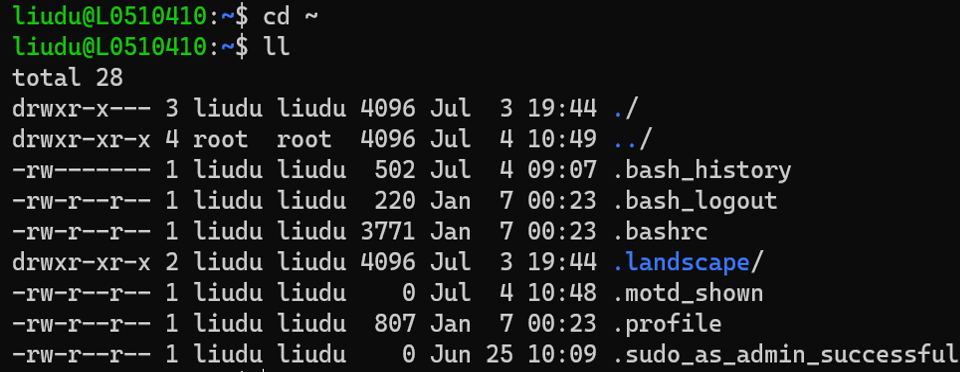 liudu@L0510410:~$ cd ~
liudu@L0510410:~$ ll
total 28
drwxr-x--- 3 liudu liudu 4096 Jul  3 19:44 ./
drwxr-xr-x 4 root  root  4096 Jul  4 10:49 ../
-rw------- 1 liudu liudu  502 Jul  4 09:07 .bash_history
-rw-r--r-- 1 liudu liudu  220 Jan  7 00:23 .bash_logout
-rw-r--r-- 1 liudu liudu 3771 Jan  7 00:23 .bashrc
drwxr-xr-x 2 liudu liudu 4096 Jul  3 19:44 .landscape/
-rw-r--r-- 1 liudu liudu    0 Jul  4 10:48 .motd_shown
-rw-r--r-- 1 liudu liudu  807 Jan  7 00:23 .profile
-rw-r--r-- 1 liudu liudu    0 Jun 25 10:09 .sudo_as_admin_successful